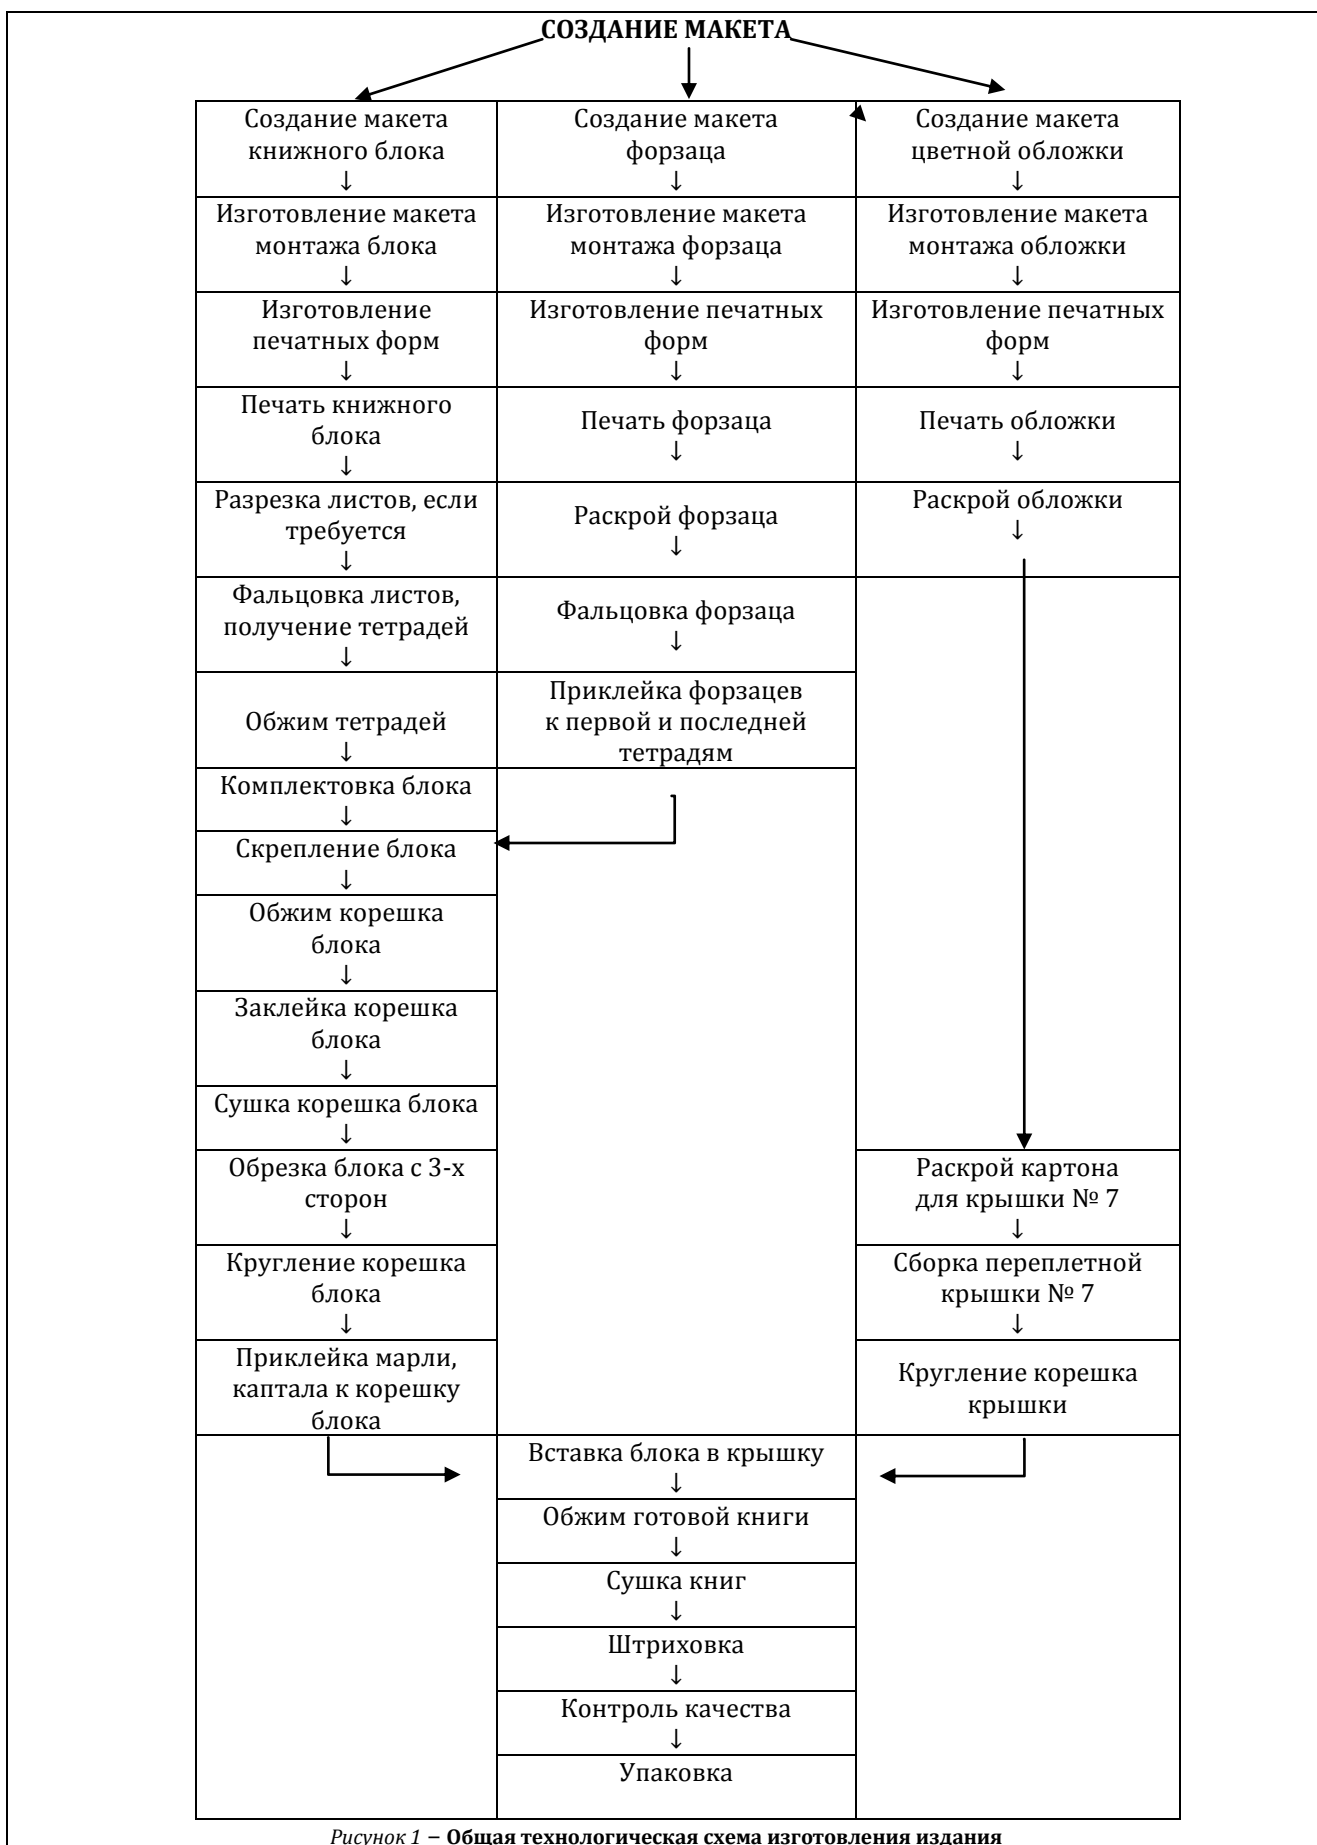 СОЗДАНИЕ МАКЕТА
Создание макета
книжного блока
↓
Создание макета
форзаца
↓
Создание макета
цветной обложки
↓
Изготовление макета
монтажа блока
↓
Изготовление макета
монтажа форзаца
↓
Изготовление макета
монтажа обложки
↓
Изготовление
печатных форм
↓
Изготовление печатных
форм
↓
Изготовление печатных
форм
↓
Печать книжного
блока
↓
Печать форзаца
↓
Печать обложки
↓
Разрезка листов, если
требуется
↓
Раскрой форзаца
↓
Раскрой обложки
↓
Фальцовка листов,
получение тетрадей
↓
Фальцовка форзаца
↓
Обжим тетрадей
↓
Приклейка форзацев
к первой и последней
тетрадям
Комплектовка блока
↓
Скрепление блока
↓
Обжим корешка
блока
↓
Заклейка корешка
блока
↓
Сушка корешка блока
↓
Обрезка блока с 3-х
сторон
↓
Раскрой картона
для крышки № 7
↓
Кругление корешка
блока
↓
Сборка переплетной
крышки № 7
↓
Приклейка марли,
каптала к корешку
блока
Кругление корешка
крышки
Вставка блока в крышку
↓
Обжим готовой книги
↓
Сушка книг
↓
Штриховка
↓
Контроль качества
↓
Упаковка
Рисунок 1 – Общая технологическая схема изготовления издания